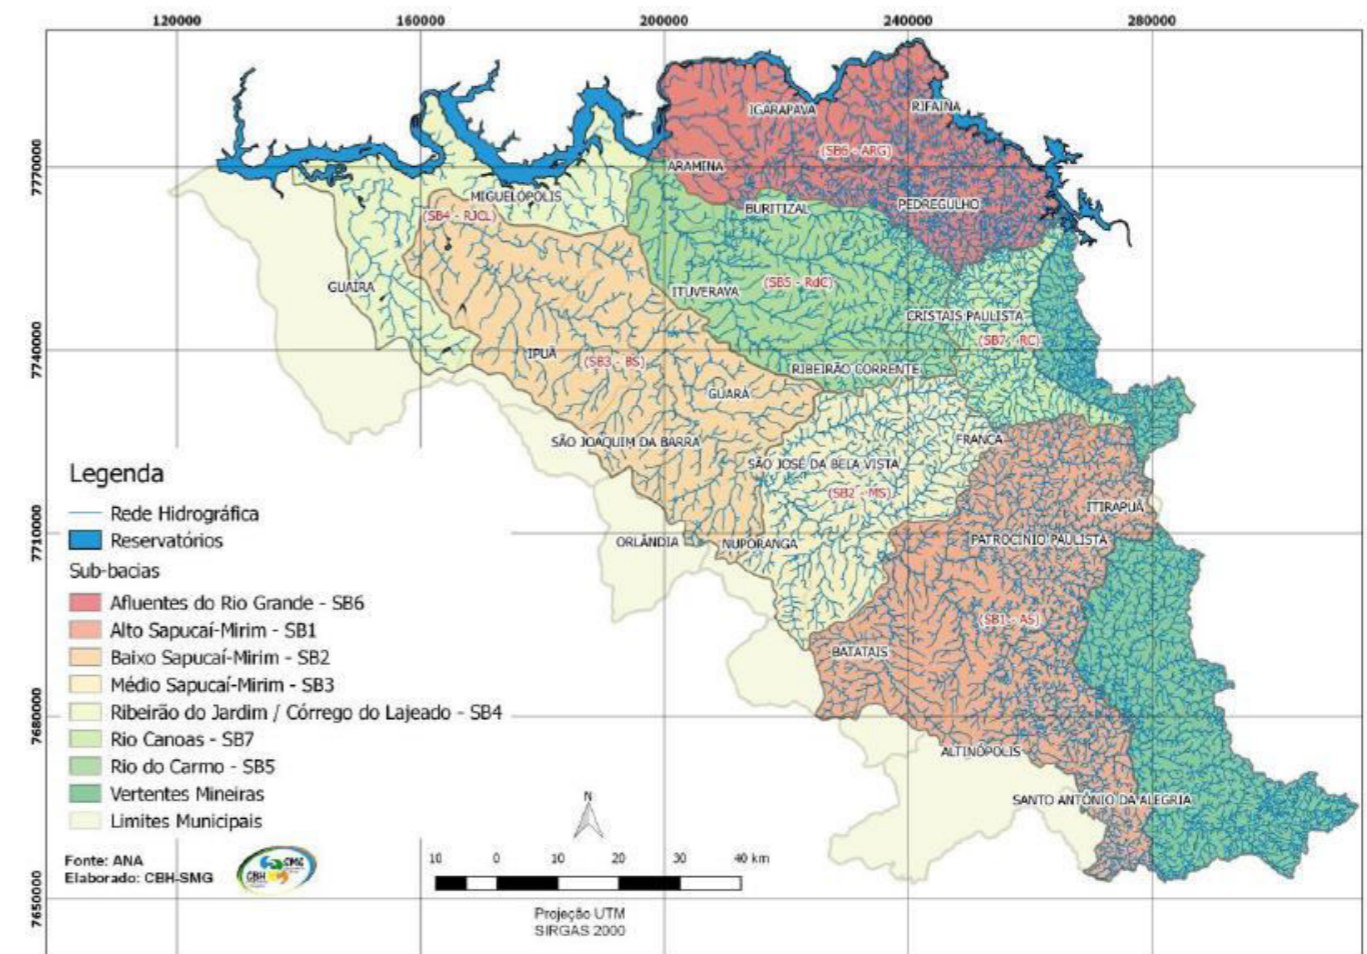 120000 160000 200000 240000 280000
7770000
7740000
7710000
7680000
7650000
IGARAPAVA
RIFAINA
(SB6 - ARG)
ARAMINA
MIGUELÓPOLIS
BURITIZAL
PEDREGULHO
(SB4 - RJCL)
GUAÍRA
ITUVERAVA
(SB5 - RdC)
CRISTAIS PAULISTA
(SB7 - RC)
IPUÃ
(SB3 - BS)
RIBEIRÃO CORRENTE
GUARÁ
SÃO JOAQUIM DA BARRA
FRANCA
SÃO JOSÉ DA BELA VISTA
(SB2 - MS)
ITIRAPUÃ
ORLÂNDIA
NUPORANGA
PATROCÍNIO PAULISTA
(SB1 - AS)
BATATAIS
ALTINÓPOLIS
SANTO ANTÔNIO DA ALEGRIA
Legenda
Rede Hidrográfica
Reservatórios
Sub-bacias
Afluentes do Rio Grande - SB6
Alto Sapucaí-Mirim - SB1
Baixo Sapucaí-Mirim - SB2
Médio Sapucaí-Mirim - SB3
Ribeirão do Jardim / Córrego do Lajeado - SB4
Rio Canoas - SB7
Rio do Carmo - SB5
Vertentes Mineiras
Limites Municipais
Fonte: ANA
Elaborado: CBH-SMG
CBH SMG
N
10 0 10 20 30 40 km
Projeção UTM
SIRGAS 2000